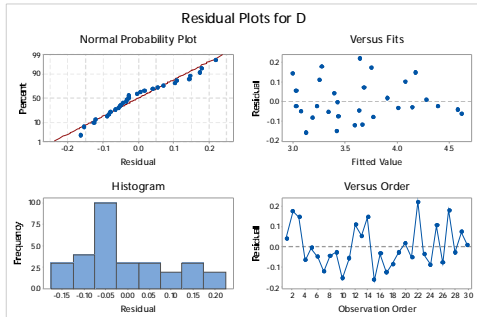 Residual Plots for D
Normal Probability Plot
99
90
50
10
1
Percent
-0.2 -0.1 0.0 0.1 0.2
Residual
Versus Fits
0.2
0.1
0.0
-0.1
-0.2
Residual
3.0 3.5 4.0 4.5
Fitted Value
Histogram
10.0
7.5
5.0
2.5
0.0
Frequency
-0.15 -0.10 -0.05 0.00 0.05 0.10 0.15 0.20
Residual
Versus Order
0.2
0.1
0.0
-0.1
-0.2
Residual
2 4 6 8 10 12 14 16 18 20 22 24 26 28 30
Observation Order